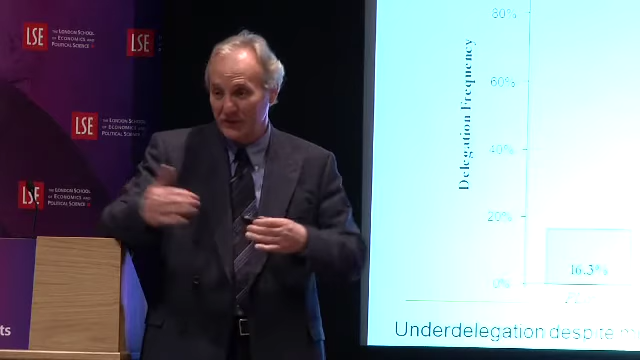 LSE
THE LONDON SCHOOL
OF ECONOMICS AND
POLITICAL SCIENCE
LSE
LSE
THE LONDON SCHOOL
OF ECONOMICS AND
POLITICAL SCIENCE
LSE
THE LONDON SCHOOL
OF ECONOMICS AND
POLITICAL SCIENCE
ts
Delegation Frequency
80%
60%
40%
20%
0%
16.3%
Underdelegation despite